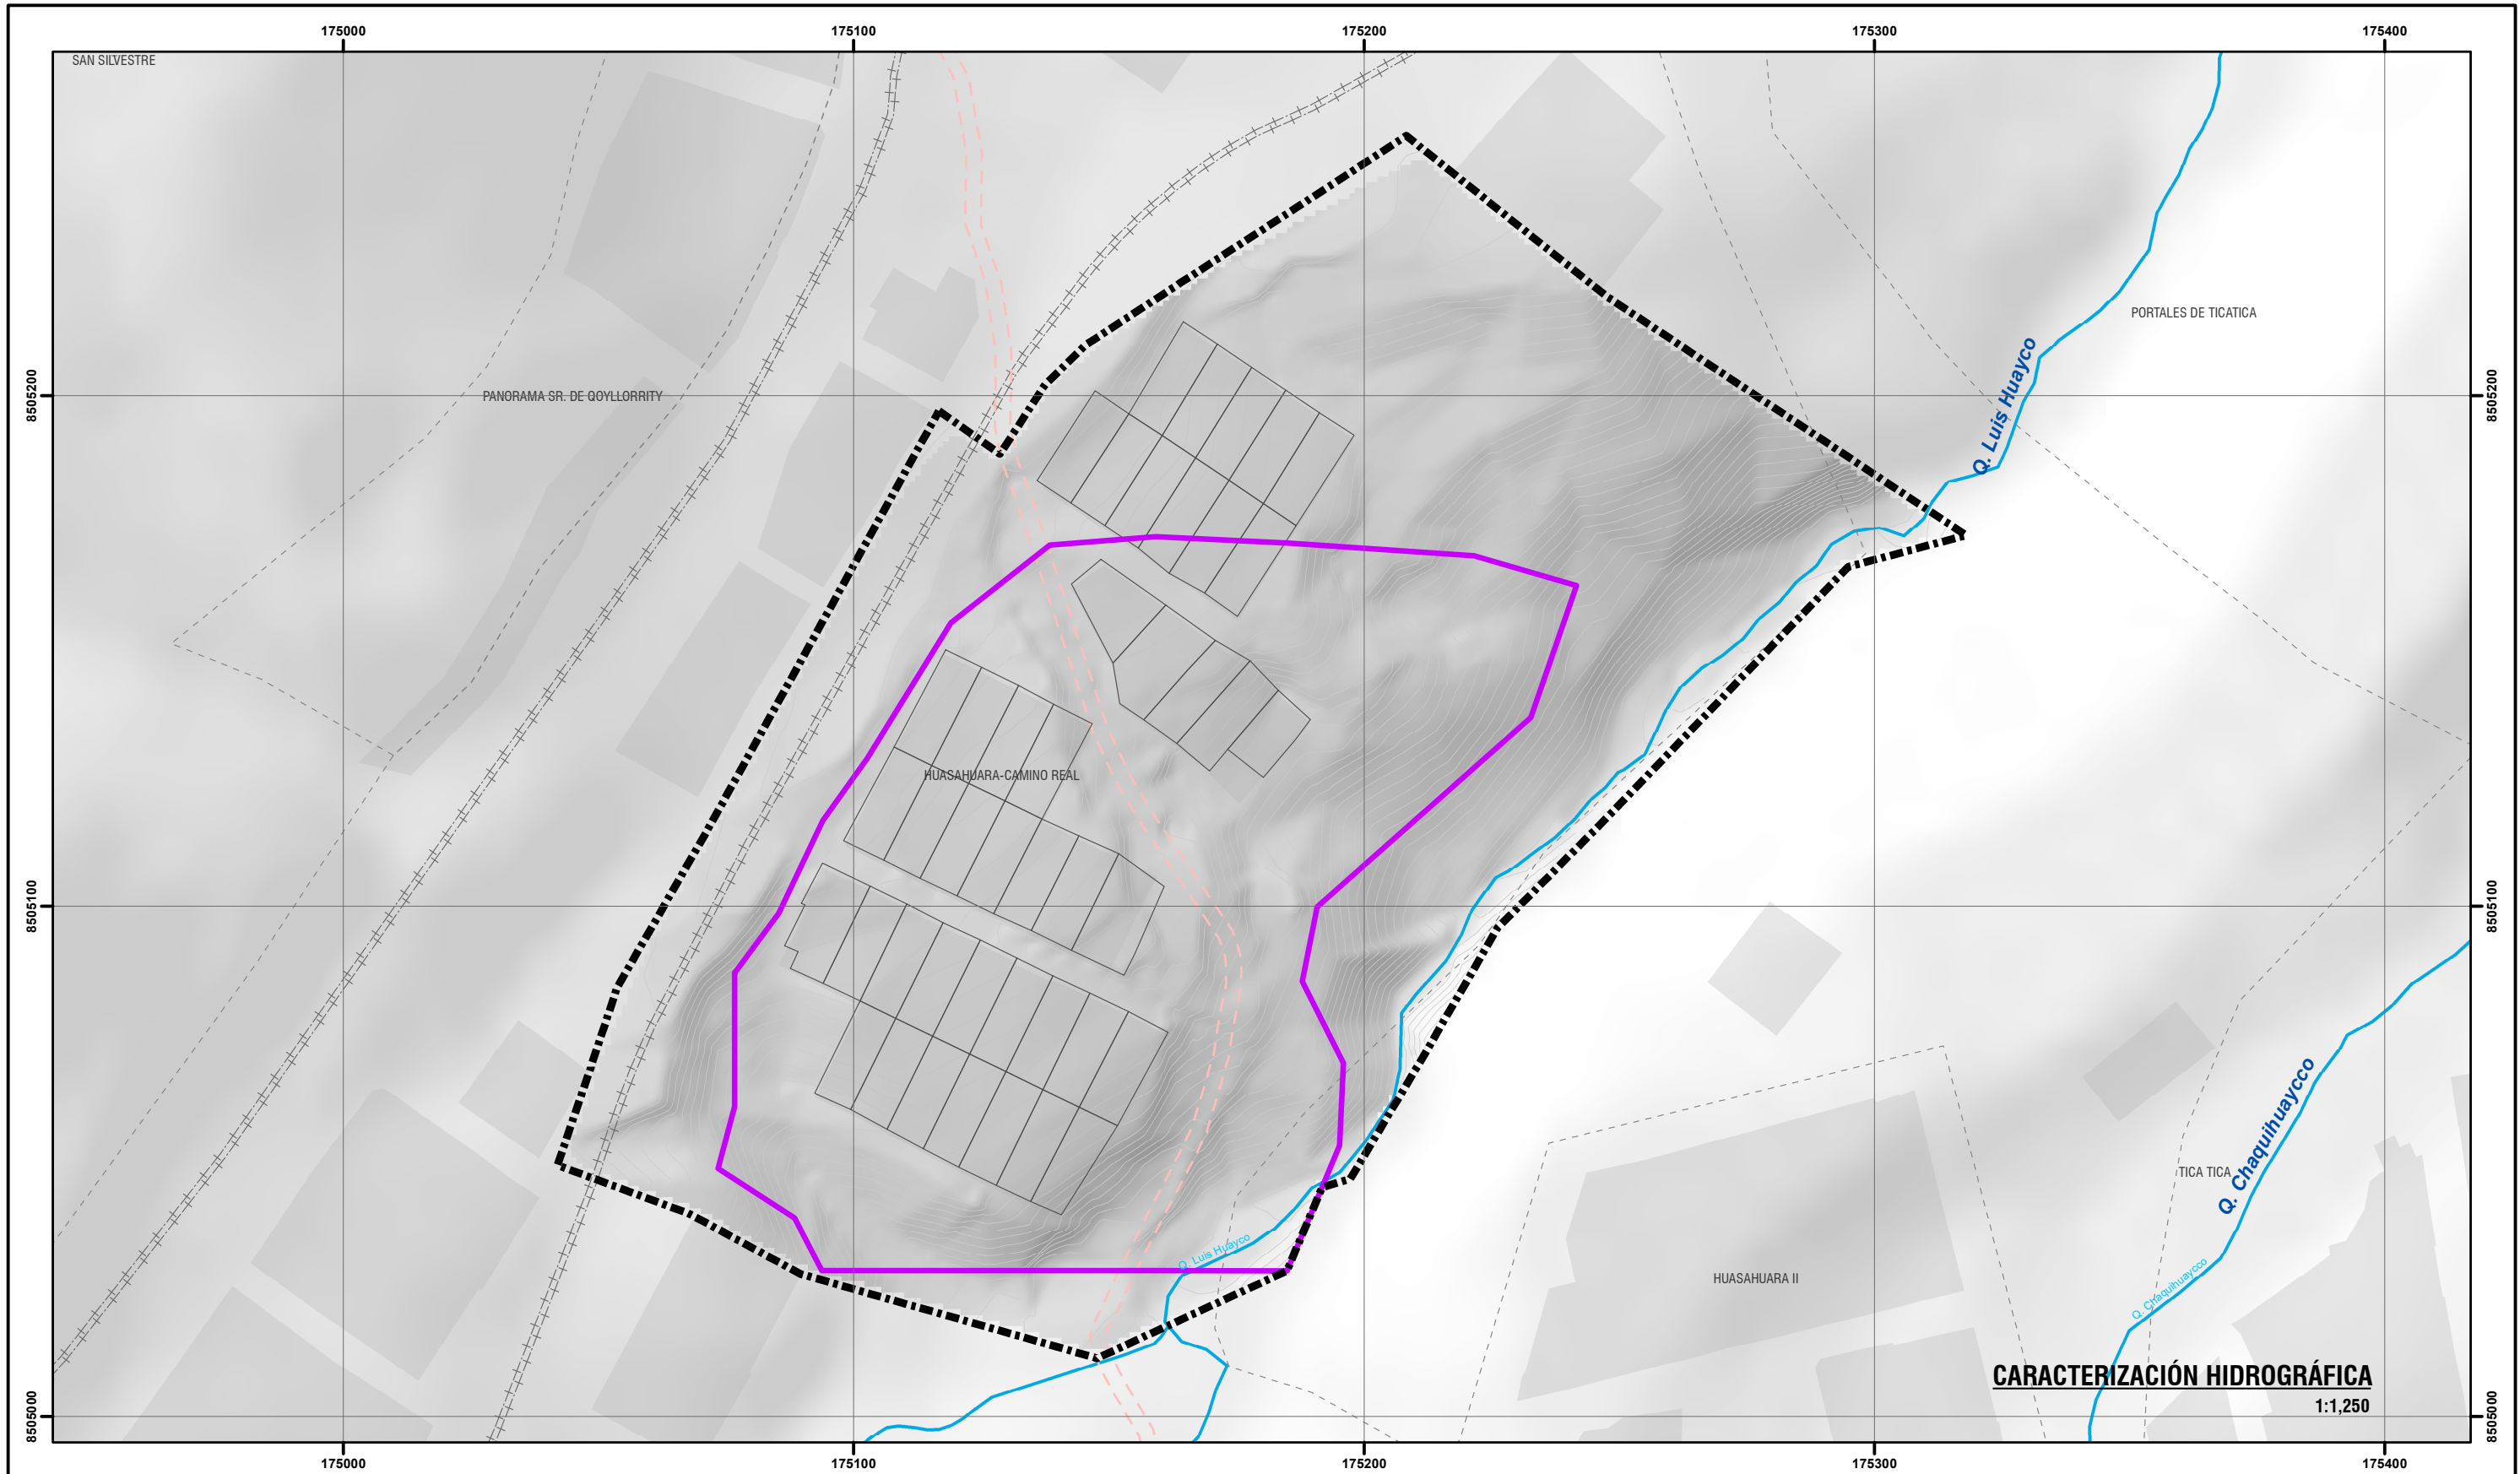 175000
175100
175200
175300
175400
SAN SILVESTRE
PORTALES DE TICATICA
Q. Luis Huayco
PANORAMA SR. DE QOYLLORRITY
8505200
8505200
HUASAHUARA-CAMINO REAL
8505100
8505100
TICA TICA
Q. Chaquihuaycco
Q. Luis Huayco
HUASAHUARA II
Q. Chaquihuaycco
CARACTERIZACIÓN HIDROGRÁFICA
1:1,250
8505000
8505000
175000
175100
175200
175300
175400